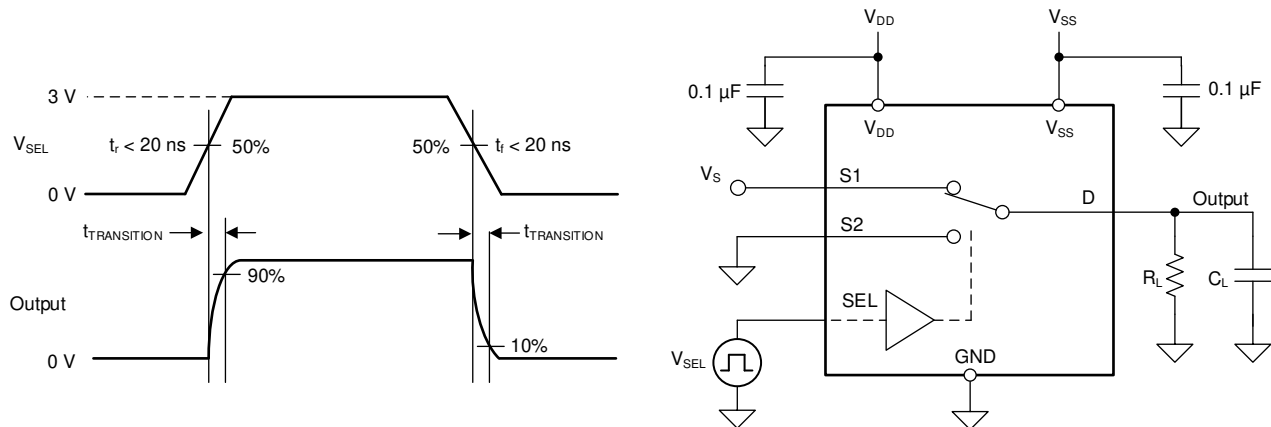 3 V
V_SEL
t_r < 20 ns
50%
50%
t_f < 20 ns
0 V
t_TRANSITION
t_TRANSITION
90%
Output
10%
0 V
V_DD
V_SS
0.1 µF
0.1 µF
V_DD
V_SS
V_S
S1
D
Output
S2
R_L
C_L
SEL
V_SEL
GND